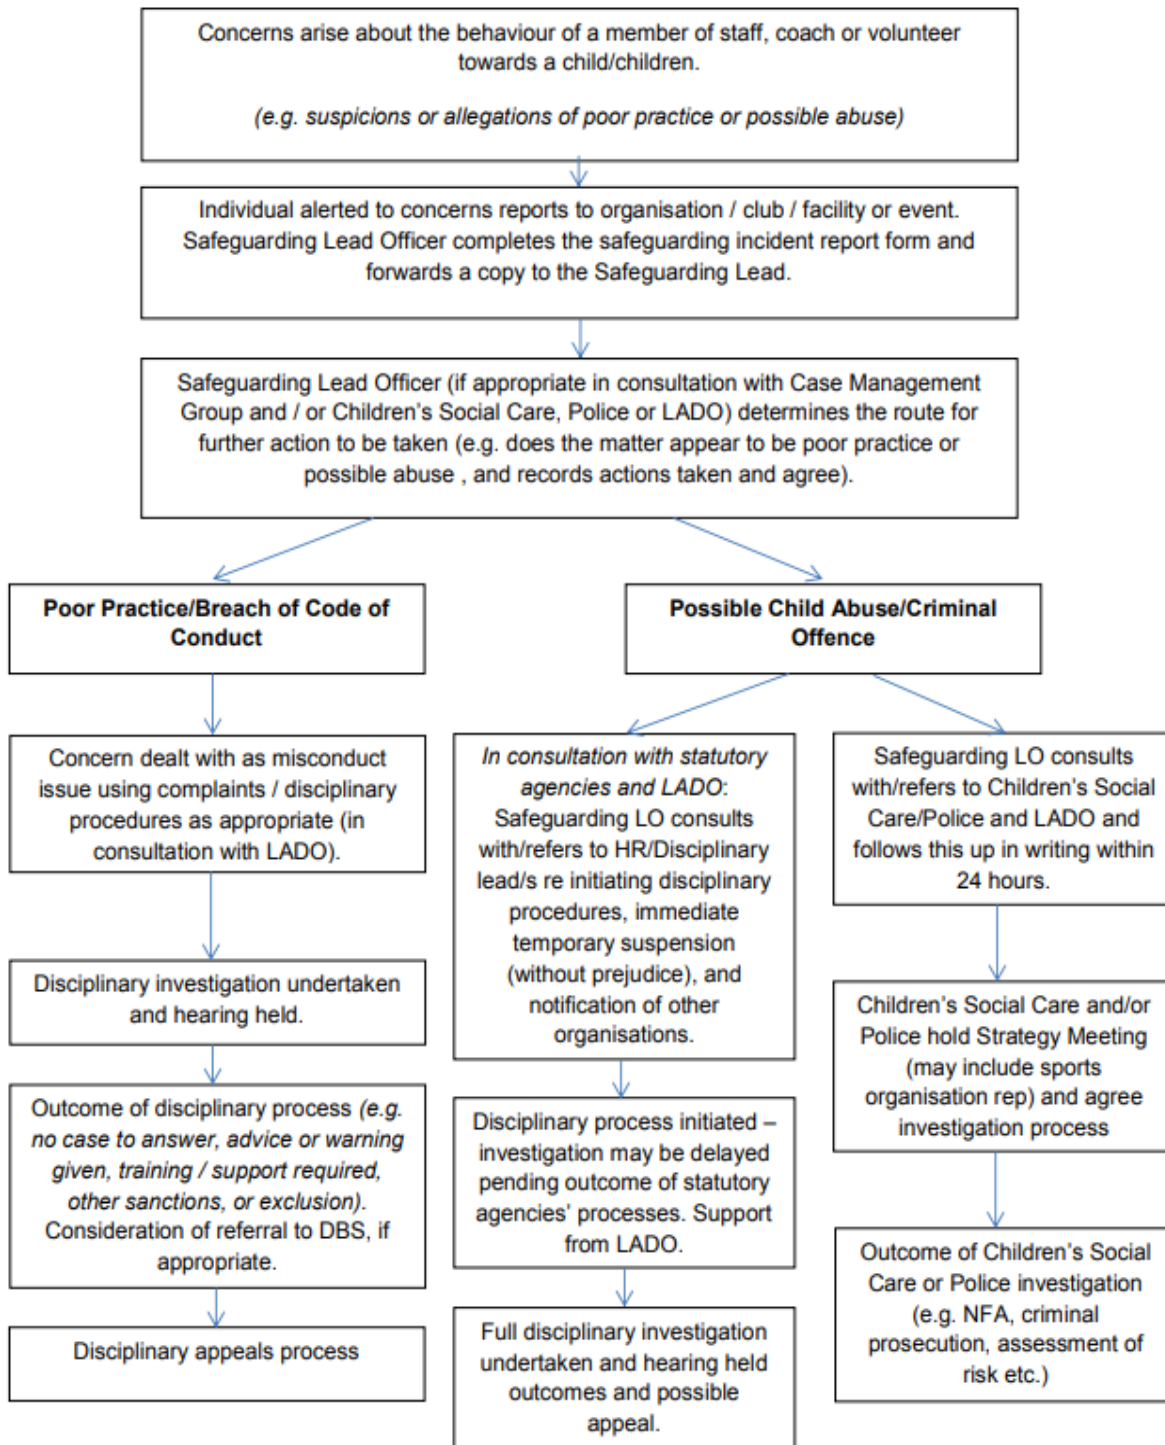 Concerns arise about the behaviour of a member of staff, coach or volunteer
towards a child/children.
(e.g. suspicions or allegations of poor practice or possible abuse)
Individual alerted to concerns reports to organisation / club / facility or event.
Safeguarding Lead Officer completes the safeguarding incident report form and
forwards a copy to the Safeguarding Lead.
Safeguarding Lead Officer (if appropriate in consultation with Case Management
Group and / or Children's Social Care, Police or LADO) determines the route for
further action to be taken (e.g. does the matter appear to be poor practice or
possible abuse , and records actions taken and agree).
Poor Practice/Breach of Code of
Conduct
Concern dealt with as misconduct
issue using complaints / disciplinary
procedures as appropriate (in
consultation with LADO).
Disciplinary investigation undertaken
and hearing held.
Outcome of disciplinary process (e.g.
no case to answer, advice or warning
given, training / support required,
other sanctions, or exclusion).
Consideration of referral to DBS, if
appropriate.
Disciplinary appeals process
Possible Child Abuse/Criminal
Offence
In consultation with statutory
agencies and LADO:
Safeguarding LO consults
with/refers to HR/Disciplinary
lead/s re initiating disciplinary
procedures, immediate
temporary suspension
(without prejudice), and
notification of other
organisations.
Disciplinary process initiated –
investigation may be delayed
pending outcome of statutory
agencies' processes. Support
from LADO.
Full disciplinary investigation
undertaken and hearing held
outcomes and possible
appeal.
Safeguarding LO consults
with/refers to Children's Social
Care/Police and LADO and
follows this up in writing within
24 hours.
Children's Social Care and/or
Police hold Strategy Meeting
(may include sports
organisation rep) and agree
investigation process
Outcome of Children's Social
Care or Police investigation
(e.g. NFA, criminal
prosecution, assessment of
risk etc.)